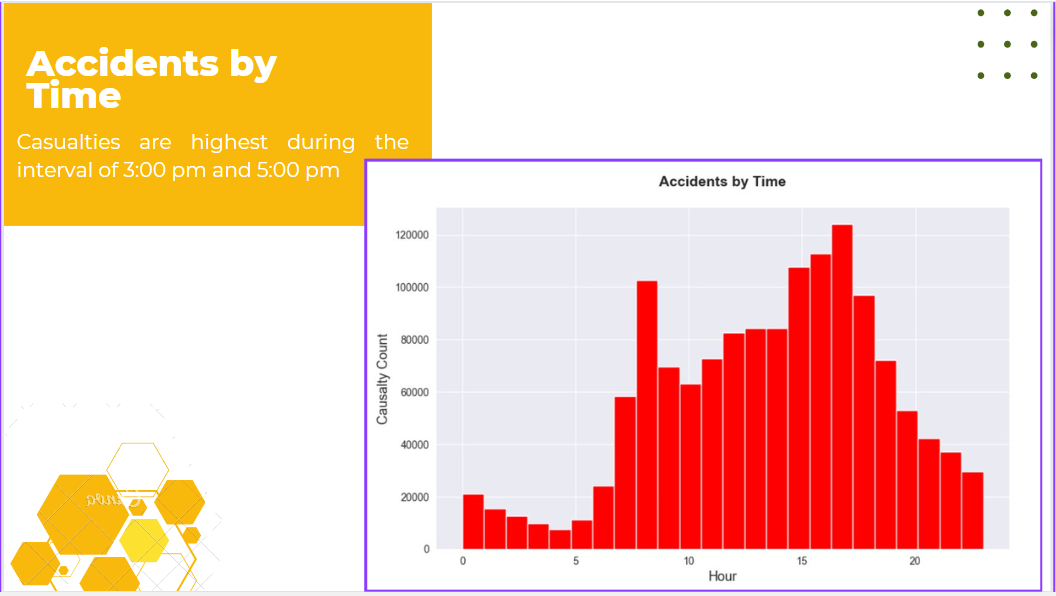 Accidents by
Time
Casualties are highest during the
interval of 3:00 pm and 5:00 pm
Accidents by Time
120000
100000
80000
60000
40000
20000
0
Causalty Count
0 5 10 15 20
Hour